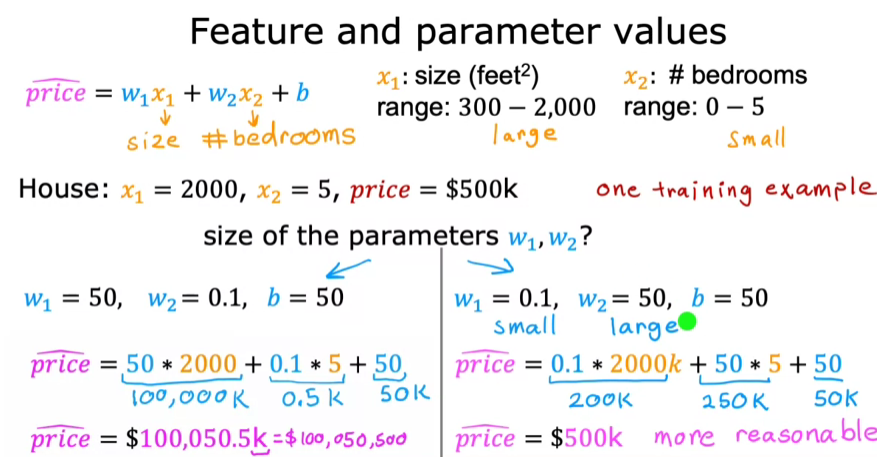 Feature and parameter values
price = w₁x₁ + w₂x₂ + b
size #bedrooms
x₁: size (feet²)
range: 300 – 2,000
large
x₂: # bedrooms
range: 0 – 5
small
House: x₁ = 2000, x₂ = 5, price = $500k
one training example
size of the parameters w₁, w₂?
w₁ = 50, w₂ = 0.1, b = 50
price = 50 * 2000 + 0.1 * 5 + 50
100,000K 0.5K 50K
price = $100,050.5k = $100,050,500
w₁ = 0.1, w₂ = 50, b = 50
small large
price = 0.1 * 2000k + 50 * 5 + 50
200K 250K 50K
price = $500k more reasonable